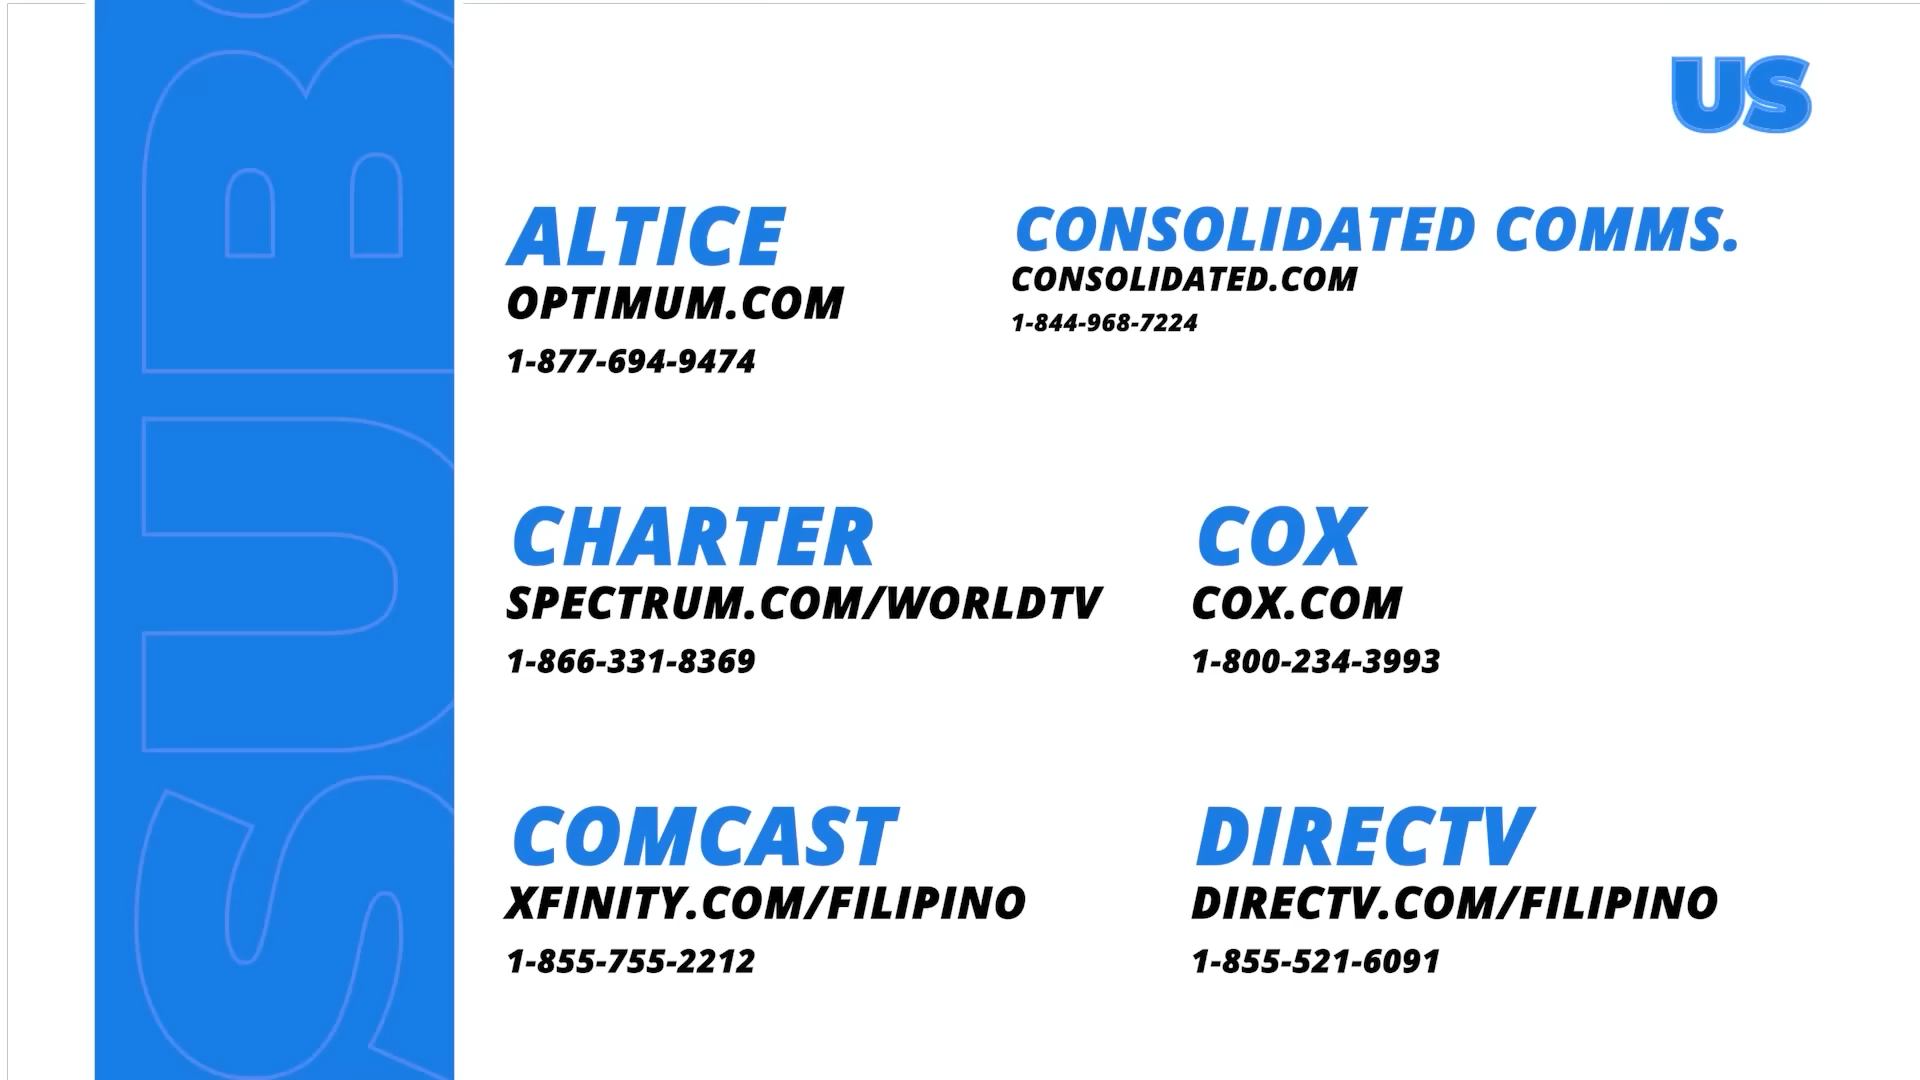 US
SUB
ALTICE
OPTIMUM.COM
1-877-694-9474
CONSOLIDATED COMMS.
CONSOLIDATED.COM
1-844-968-7224
CHARTER
SPECTRUM.COM/WORLDTV
1-866-331-8369
COX
COX.COM
1-800-234-3993
COMCAST
XFINITY.COM/FILIPINO
1-855-755-2212
DIRECTV
DIRECTV.COM/FILIPINO
1-855-521-6091